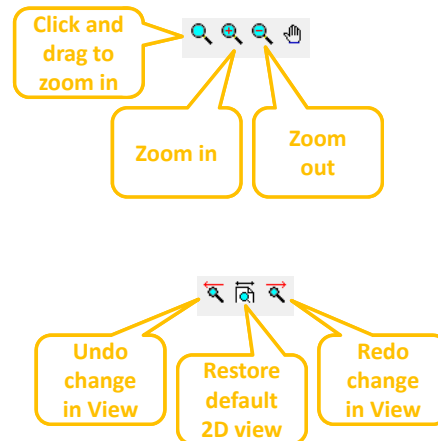 Click and
drag to
zoom in
Zoom in
Zoom
out
Undo
change
in View
Restore
default
2D view
Redo
change
in View